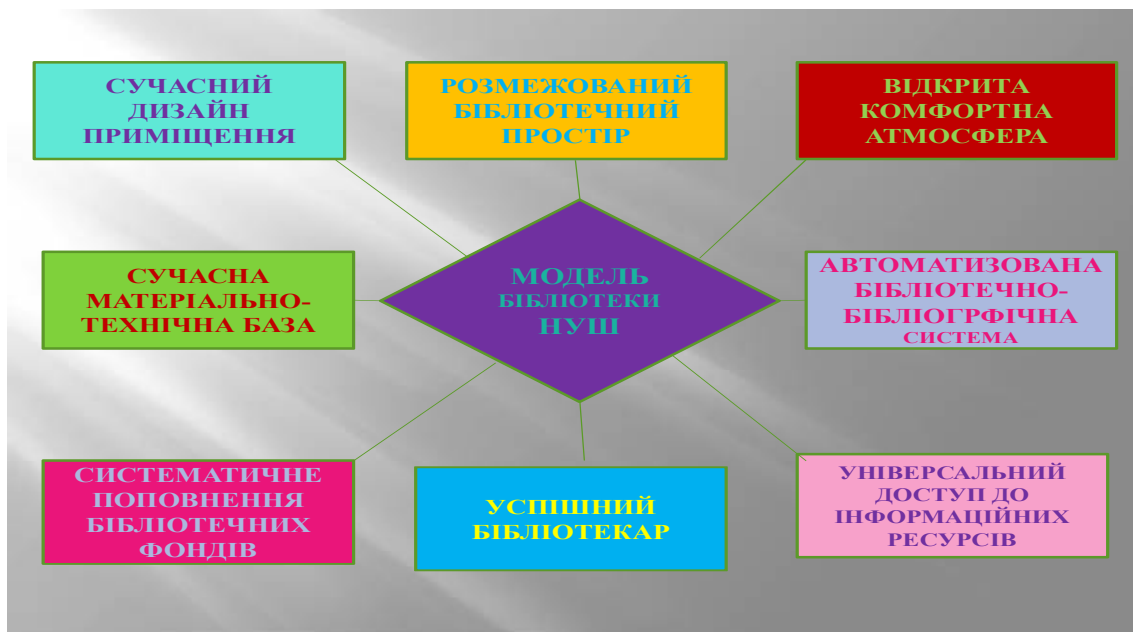 СУЧАСНИЙ
ДИЗАЙН
ПРИМІЩЕННЯ
РОЗМЕЖОВАНИЙ
БІБЛІОТЕЧНИЙ
ПРОСТІР
ВІДКРИТА
КОМФОРТНА
АТМОСФЕРА
СУЧАСНА
МАТЕРІАЛЬНО-
ТЕХНІЧНА БАЗА
МОДЕЛЬ
БІБЛІОТЕКИ
НУШ
АВТОМАТИЗОВАНА
БІБЛІОТЕЧНО-
БІБЛІОГРФІЧНА
СИСТЕМА
СИСТЕМАТИЧНЕ
ПОПОВНЕННЯ
БІБЛІОТЕЧНИХ
ФОНДІВ
УСПІШНИЙ
БІБЛІОТЕКАР
УНІВЕРСАЛЬНИЙ
ДОСТУП ДО
ІНФОРМАЦІЙНИХ
РЕСУРСІВ